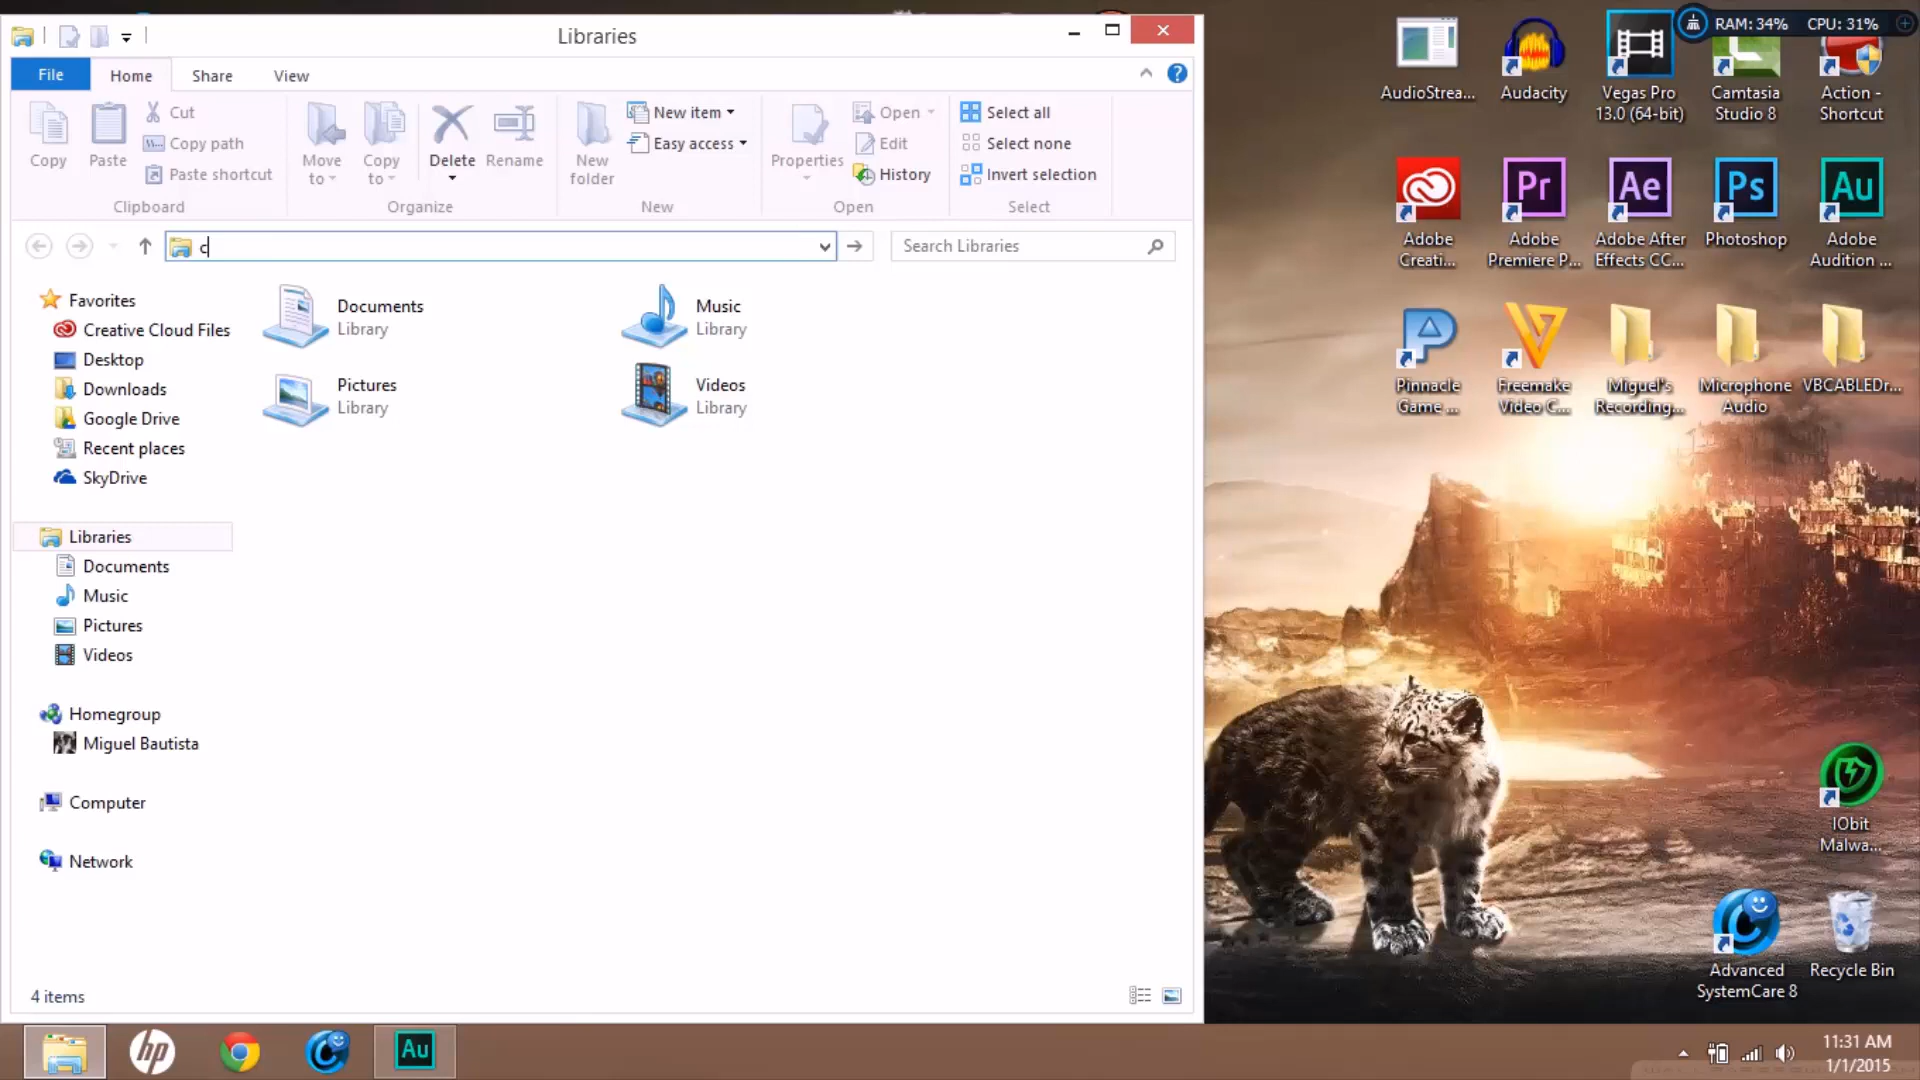 Libraries
File
Home
Share
View
Copy
Paste
Cut
Copy path
Paste shortcut
Clipboard
Move
to
Copy
to
Delete
Rename
Organize
New
folder
New item
Easy access
New
Properties
Open
Edit
History
Open
Select all
Select none
Invert selection
Select
c
Search Libraries
Favorites
Creative Cloud Files
Desktop
Downloads
Google Drive
Recent places
SkyDrive
Libraries
Documents
Music
Pictures
Videos
Homegroup
Miguel Bautista
Computer
Network
Documents
Library
Music
Library
Pictures
Library
Videos
Library
4 items
RAM: 34% CPU: 31%
AudioStrea...
Audacity
Vegas Pro
13.0 (64-bit)
Camtasia
Studio 8
Action -
Shortcut
Pr
Ae
Ps
Au
Adobe
Creati...
Adobe
Premiere P...
Adobe After
Effects CC...
Photoshop
Adobe
Audition ...
Pinnacle
Game ...
Freemake
Video C...
Miguel's
Recording...
Microphone
Audio
VBCABLEDr...
IObit
Malwa...
Advanced
SystemCare 8
Recycle Bin
hp
Au
11:31 AM
1/1/2015